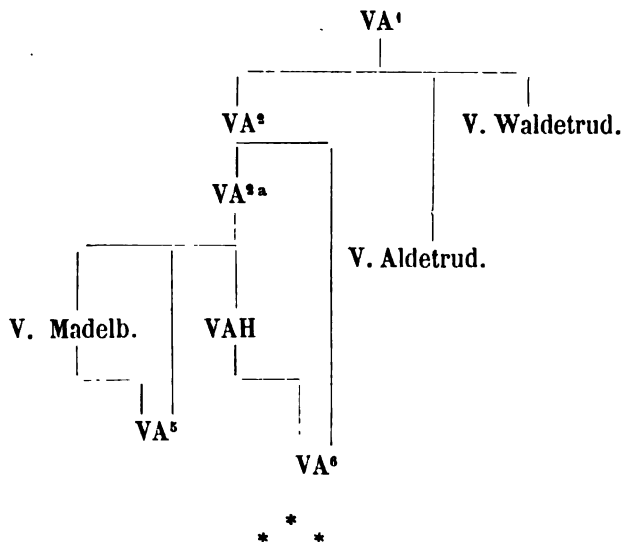 VA¹
VA² V. Waldetrud.
VA²ᵃ
V. Aldetrud.
V. Madelb. VAH
VA⁵
VA⁶
*
* *